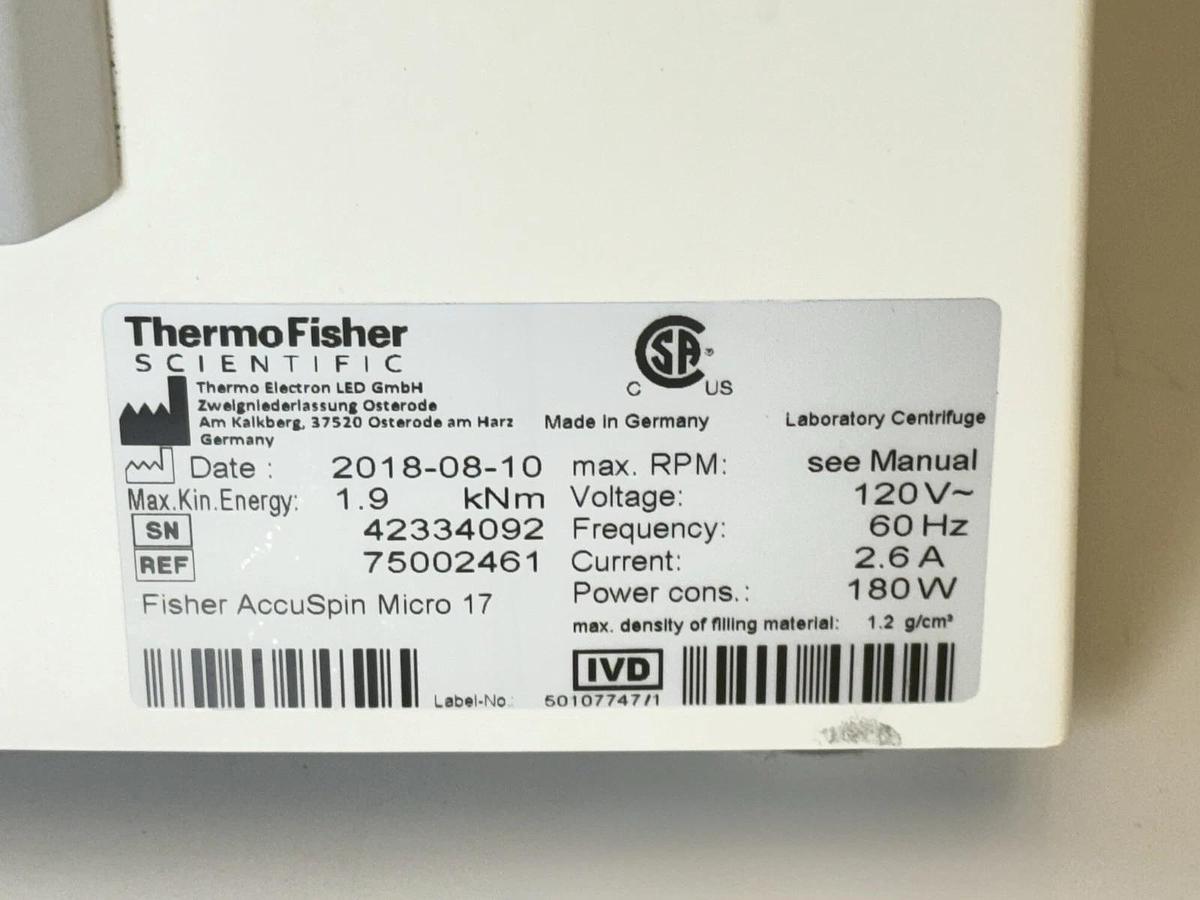 ThermoFisher
SCIENTIFIC
Thermo Electron LED GmbH
Zweigniederlassung Osterode
Am Kalkberg, 37520 Osterode am Harz
Germany
CSA®
C US
Made in Germany
Laboratory Centrifuge
Date : 2018-08-10
Max.Kin.Energy: 1.9 kNm
SN 42334092
REF 75002461
Fisher AccuSpin Micro 17
max. RPM: see Manual
Voltage: 120 V~
Frequency: 60 Hz
Current: 2.6 A
Power cons.: 180 W
max. density of filling material: 1.2 g/cm³
IVD
Label-No.: 50107747/1